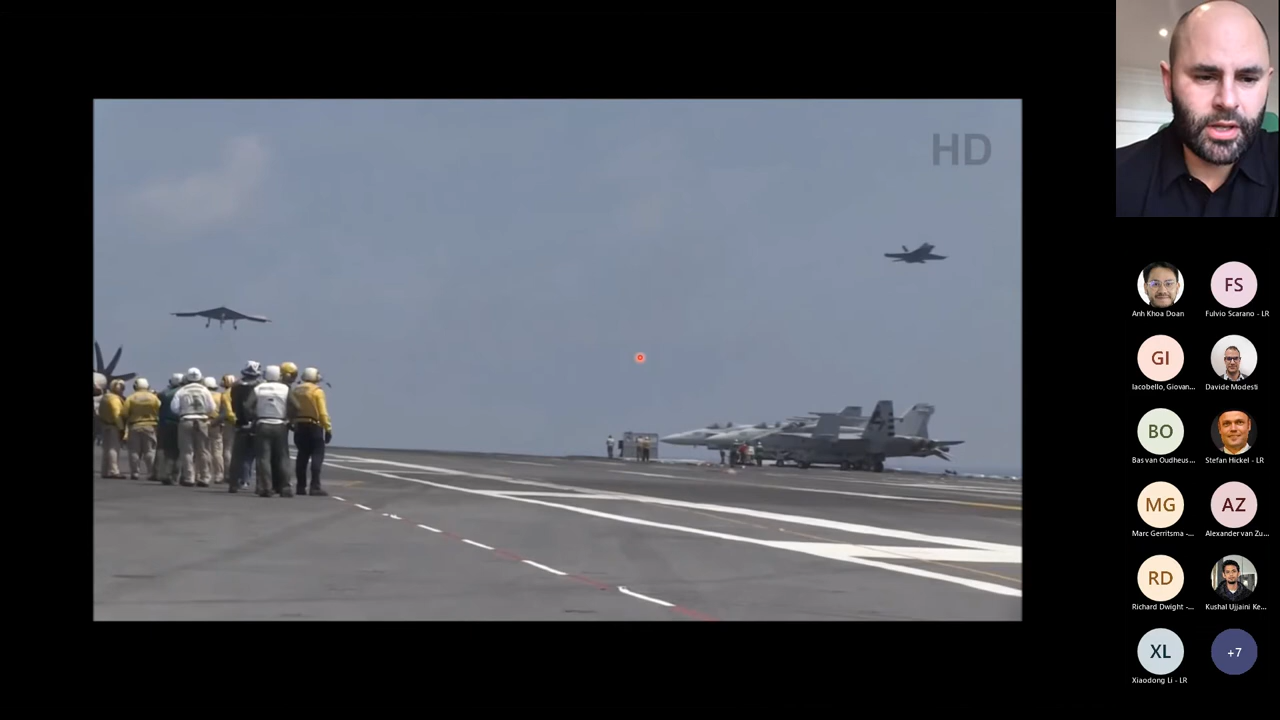 HD
Anh Khoa Doan
FS
Fulvio Scarano - LR
GI
Iacobello, Giovan...
Davide Modesti
BO
Bas van Oudheus...
Stefan Hickel - LR
MG
Marc Gerritsma -...
AZ
Alexander van Zu...
RD
Richard Dwight -...
Kushal Ujjaini Ke...
XL
Xiaodong Li - LR
+7